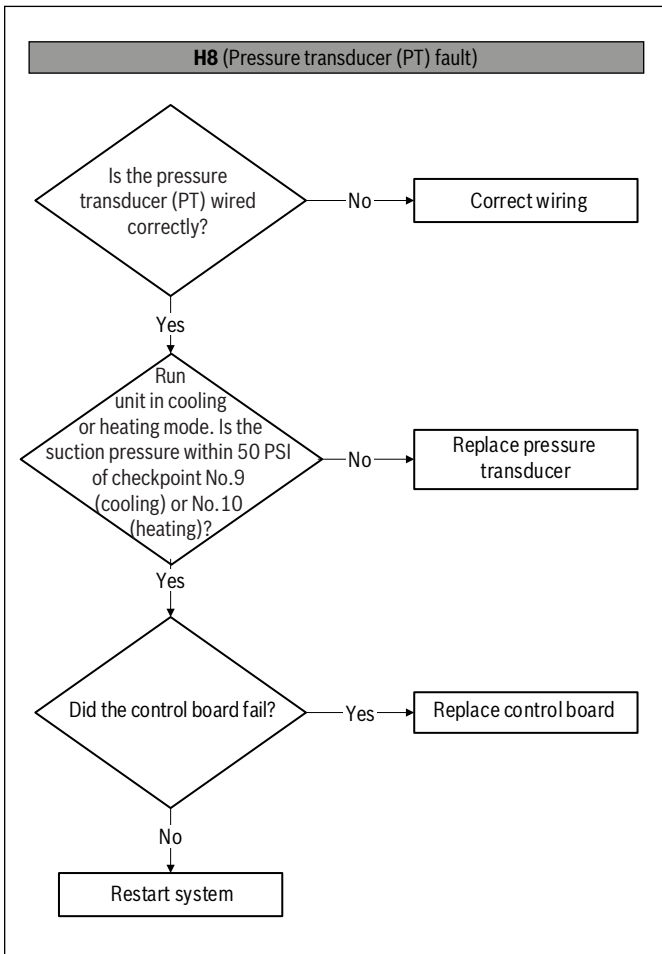 H8 (Pressure transducer (PT) fault)
Is the pressure
transducer (PT) wired
correctly?
No
Correct wiring
Yes
Run
unit in cooling
or heating mode. Is the
suction pressure within 50 PSI
of checkpoint No.9
(cooling) or No.10
(heating)?
No
Replace pressure
transducer
Yes
Did the control board fail?
Yes
Replace control board
No
Restart system